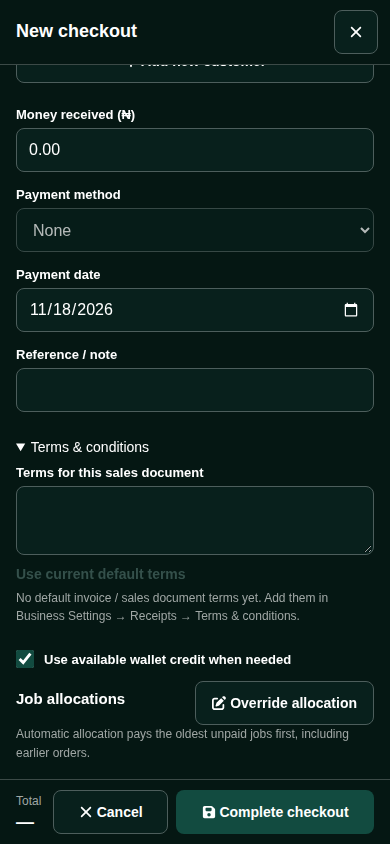 New checkout
Money received (₦)
0.00
Payment method
None
Payment date
11/18/2026
Reference / note
Terms & conditions
Terms for this sales document
Use current default terms
No default invoice / sales document terms yet. Add them in
Business Settings → Receipts → Terms & conditions.
Use available wallet credit when needed
Job allocations
Override allocation
Automatic allocation pays the oldest unpaid jobs first, including
earlier orders.
Total
—
Cancel
Complete checkout